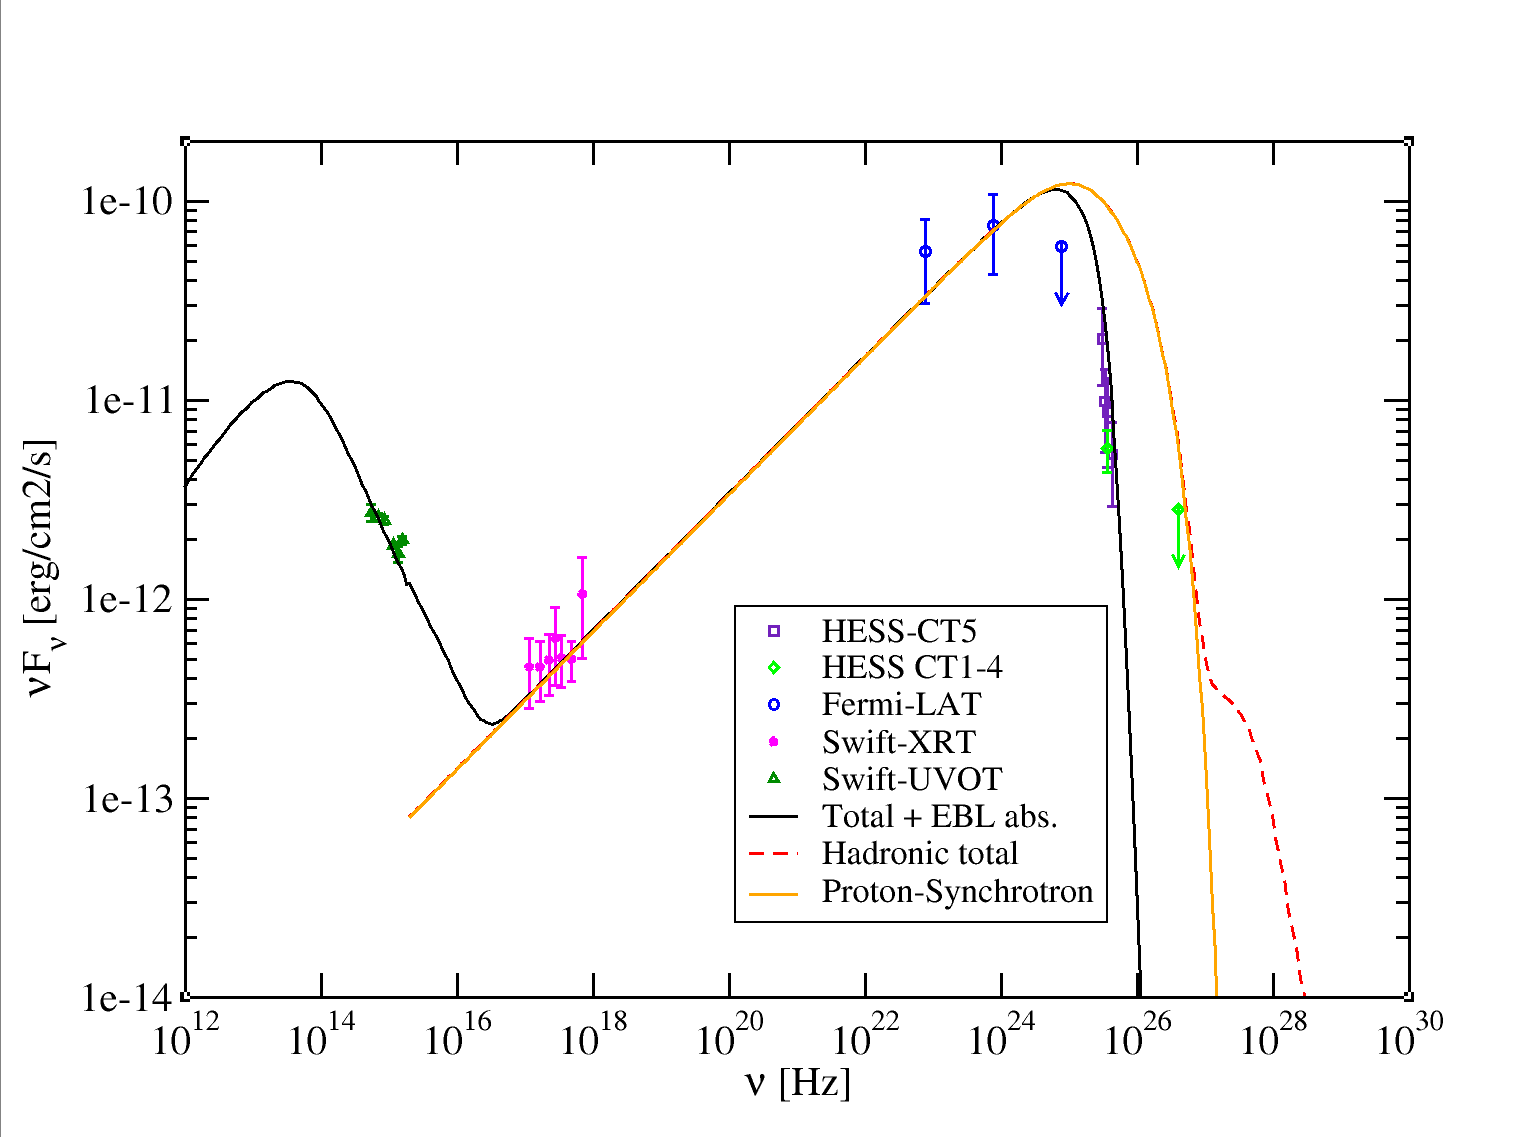 1e-10
1e-11
1e-12
1e-13
1e-14
νFν [erg/cm2/s]
HESS-CT5
HESS CT1-4
Fermi-LAT
Swift-XRT
Swift-UVOT
Total + EBL abs.
Hadronic total
Proton-Synchrotron
10^12 10^14 10^16 10^18 10^20 10^22 10^24 10^26 10^28 10^30
ν [Hz]